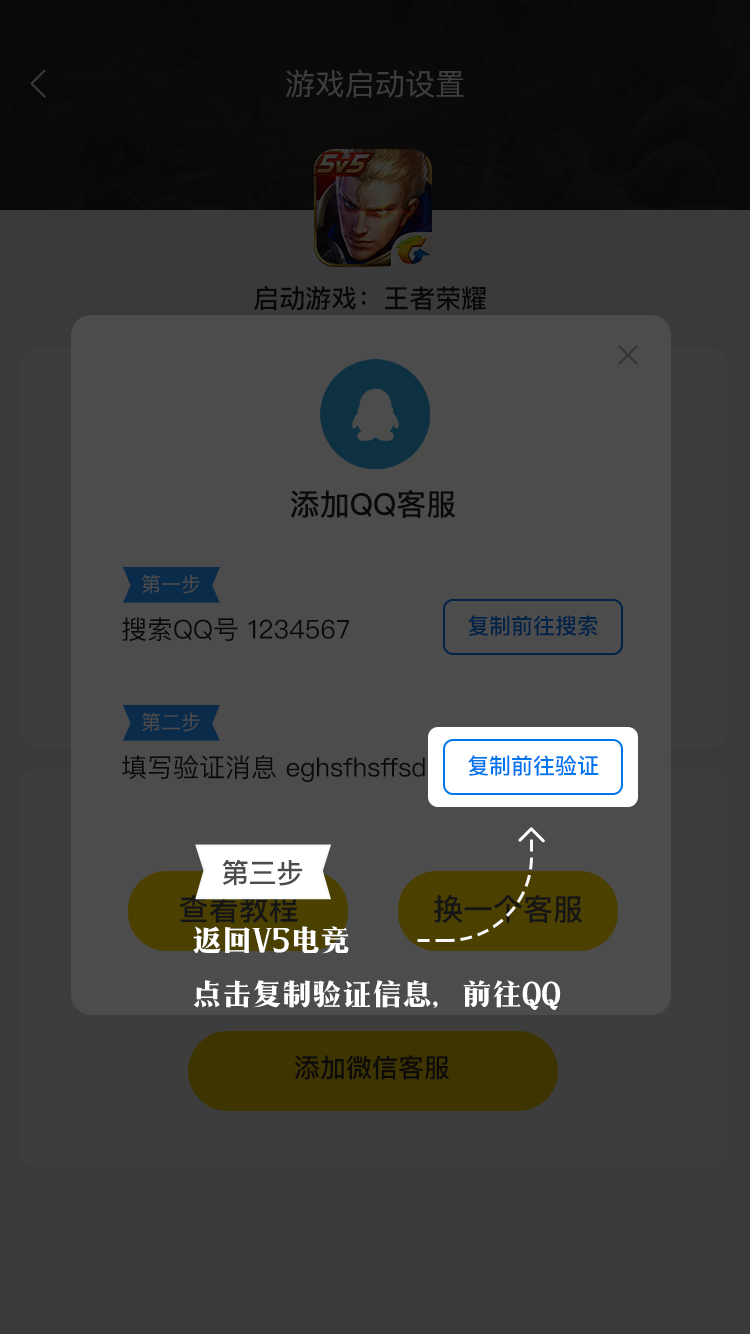 游戏启动设置
5v5
启动游戏：王者荣耀
添加QQ客服
第一步
搜索QQ号 1234567
复制前往搜索
第二步
填写验证消息 eghsfhsffsd
复制前往验证
第三步
查看教程
换一个客服
返回V5电竞
点击复制验证信息，前往QQ
添加微信客服